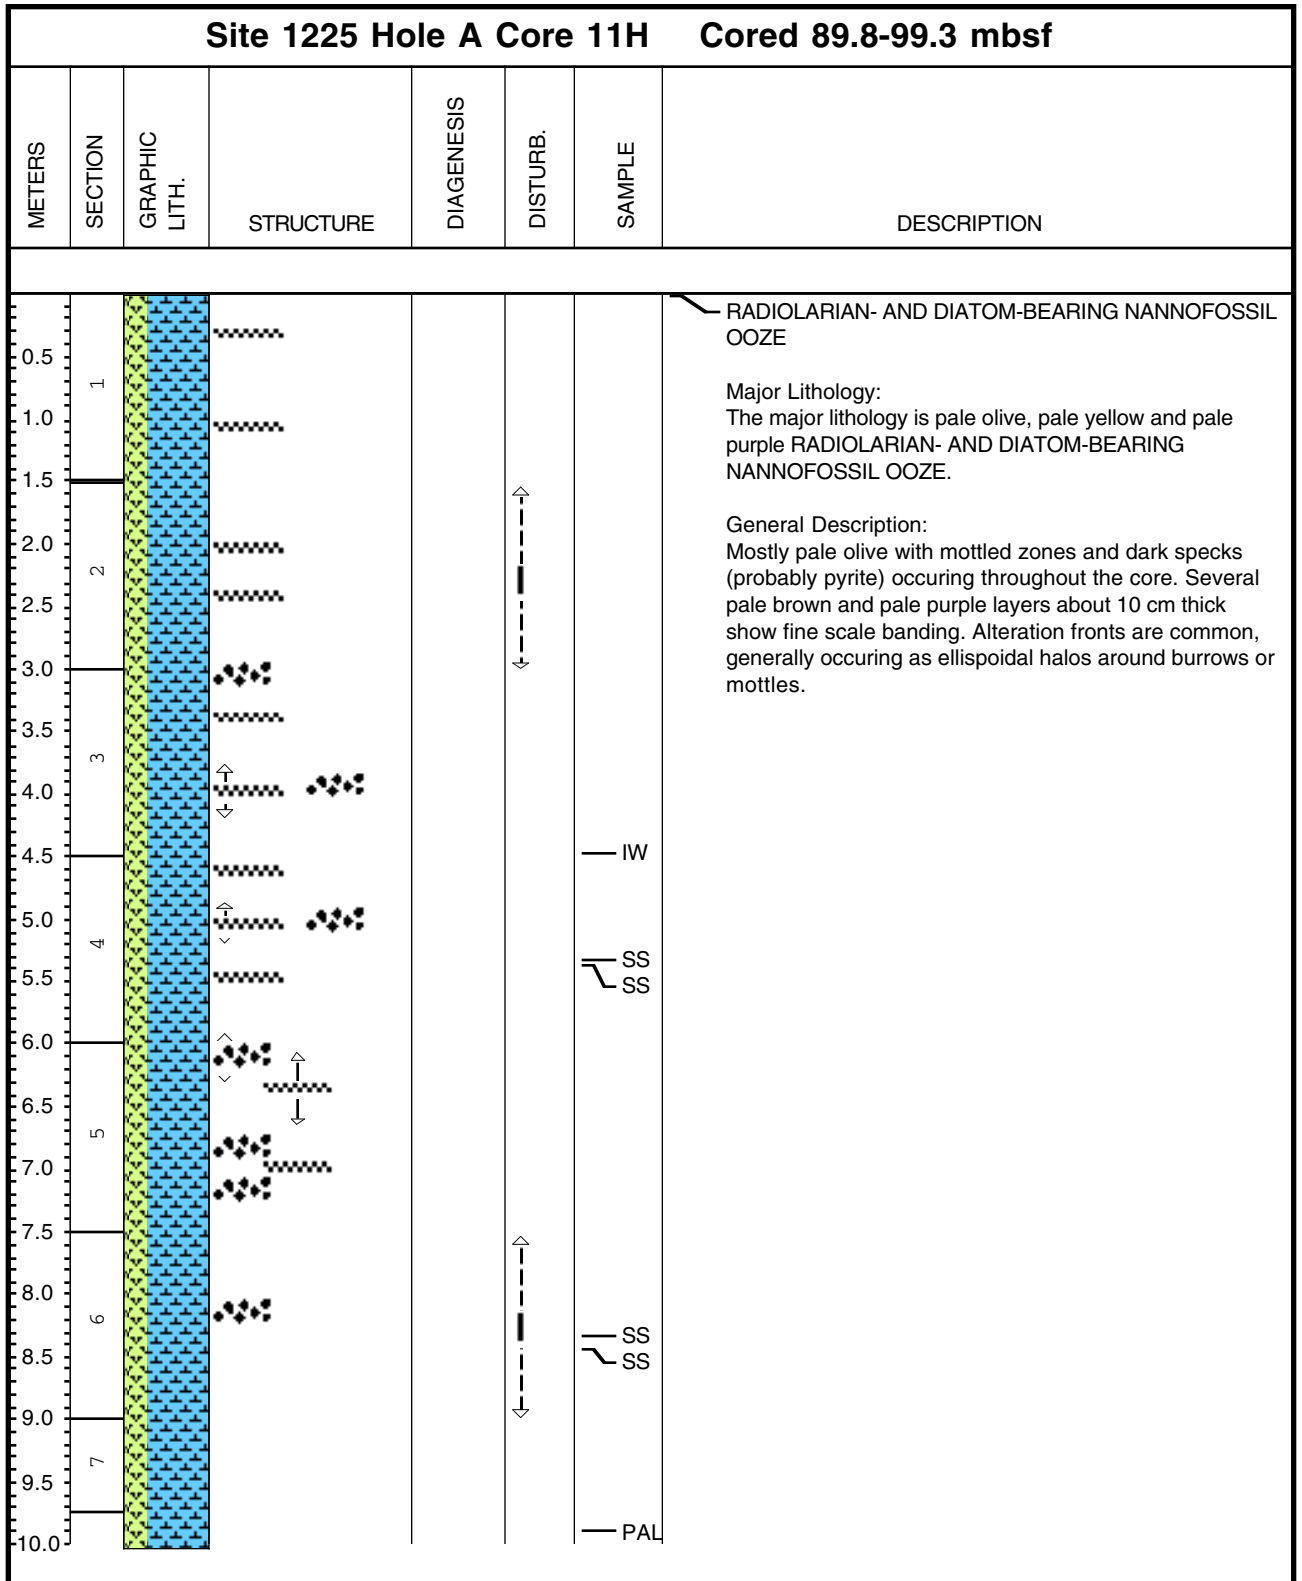 Site 1225 Hole A Core 11H Cored 89.8-99.3 mbsf
METERS
SECTION
GRAPHIC
LITH.
STRUCTURE
DIAGENESIS
DISTURB.
SAMPLE
DESCRIPTION
RADIOLARIAN- AND DIATOM-BEARING NANNOFOSSIL
OOZE
Major Lithology:
The major lithology is pale olive, pale yellow and pale
purple RADIOLARIAN- AND DIATOM-BEARING
NANNOFOSSIL OOZE.
General Description:
Mostly pale olive with mottled zones and dark specks
(probably pyrite) occuring throughout the core. Several
pale brown and pale purple layers about 10 cm thick
show fine scale banding. Alteration fronts are common,
generally occuring as ellispoidal halos around burrows or
mottles.
0.5
1
1.0
1.5
2.0
2
2.5
3.0
3.5
3
4.0
4.5
IW
5.0
4
SS
5.5
SS
6.0
6.5
5
7.0
7.5
8.0
6
SS
8.5
SS
9.0
7
9.5
10.0
PAL